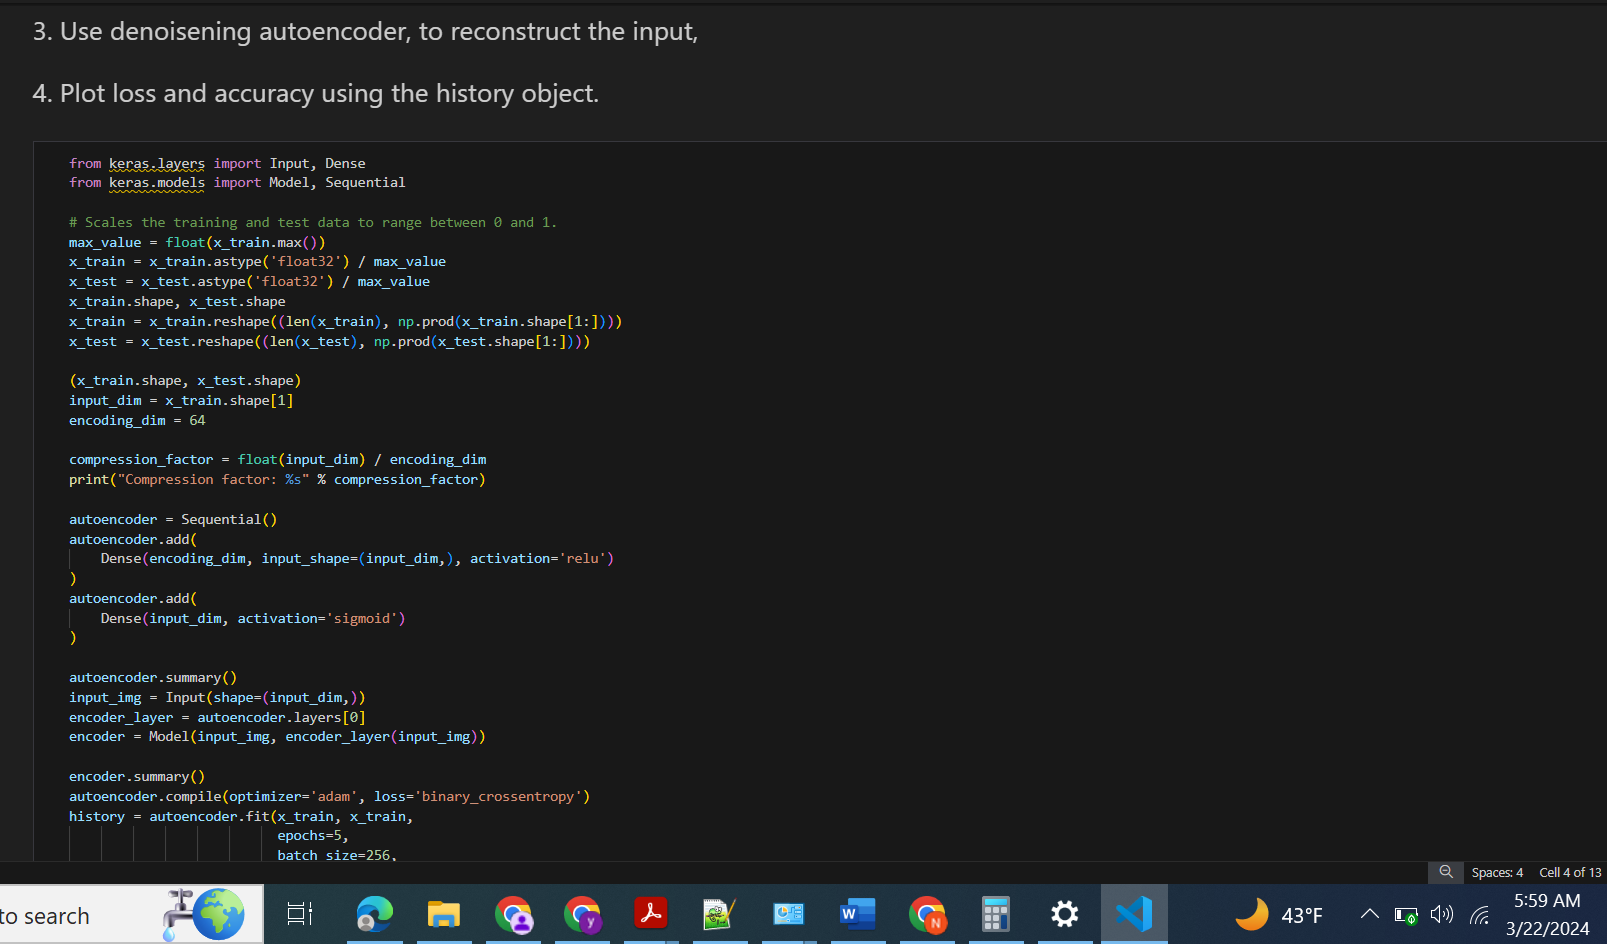 3. Use denoisening autoencoder, to reconstruct the input,
4. Plot loss and accuracy using the history object.
from keras.layers import Input, Dense
from keras.models import Model, Sequential
# Scales the training and test data to range between 0 and 1.
max_value = float(x_train.max())
x_train = x_train.astype('float32') / max_value
x_test = x_test.astype('float32') / max_value
x_train.shape, x_test.shape
x_train = x_train.reshape((len(x_train), np.prod(x_train.shape[1:])))
x_test = x_test.reshape((len(x_test), np.prod(x_test.shape[1:])))
(x_train.shape, x_test.shape)
input_dim = x_train.shape[1]
encoding_dim = 64
compression_factor = float(input_dim) / encoding_dim
print("Compression factor: %s" % compression_factor)
autoencoder = Sequential()
autoencoder.add(
    Dense(encoding_dim, input_shape=(input_dim,), activation='relu')
)
autoencoder.add(
    Dense(input_dim, activation='sigmoid')
)
autoencoder.summary()
input_img = Input(shape=(input_dim,))
encoder_layer = autoencoder.layers[0]
encoder = Model(input_img, encoder_layer(input_img))
encoder.summary()
autoencoder.compile(optimizer='adam', loss='binary_crossentropy')
history = autoencoder.fit(x_train, x_train,
                          epochs=5,
                          batch_size=256,
Spaces: 4 Cell 4 of 13
to search
y
W
N
43°F
5:59 AM
3/22/2024